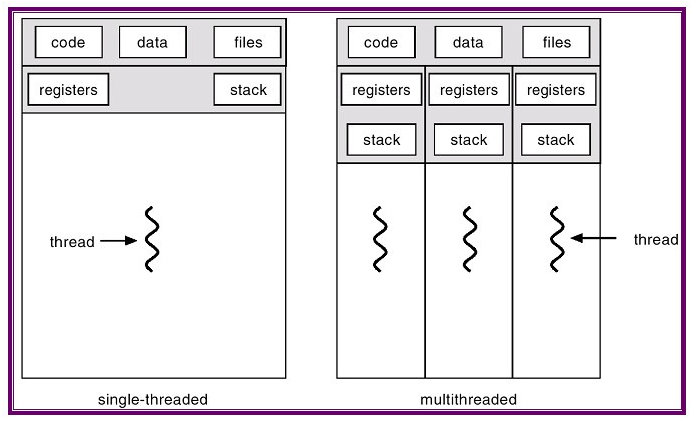 code data files
registers stack
thread
single-threaded
code data files
registers registers registers
stack stack stack
thread
multithreaded